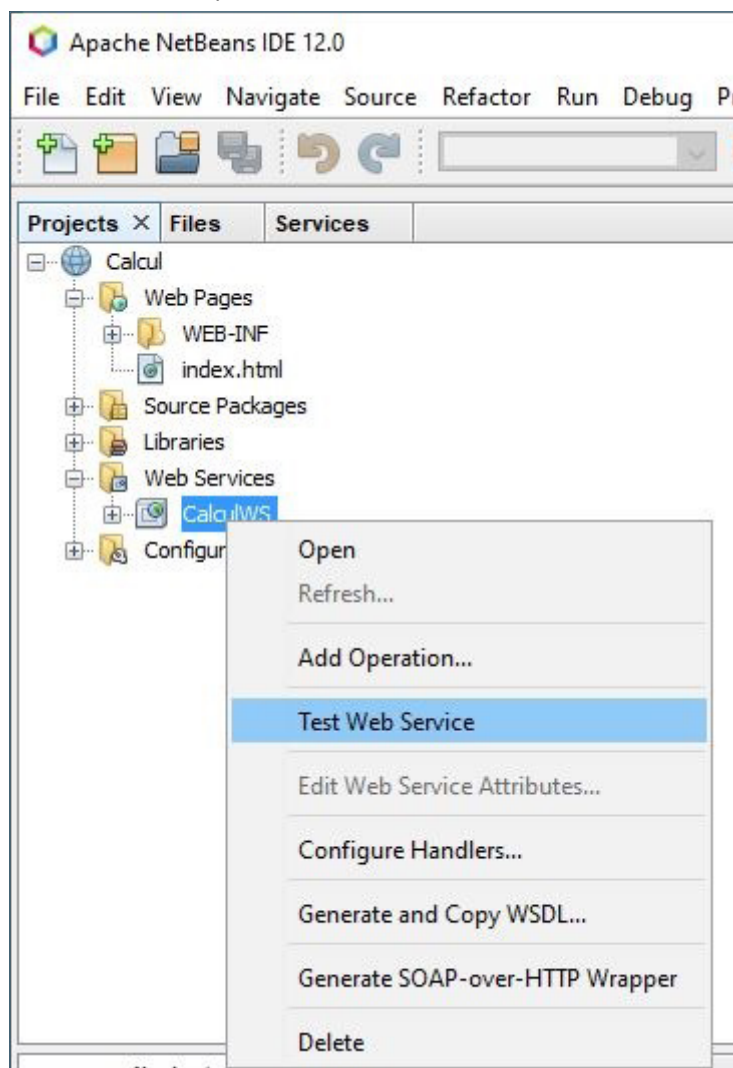 Apache NetBeans IDE 12.0
File Edit View Navigate Source Refactor Run Debug
Projects × Files Services
Calcul
Web Pages
WEB-INF
index.html
Source Packages
Libraries
Web Services
CalculWS
Configur
Open
Refresh...
Add Operation...
Test Web Service
Edit Web Service Attributes...
Configure Handlers...
Generate and Copy WSDL...
Generate SOAP-over-HTTP Wrapper
Delete